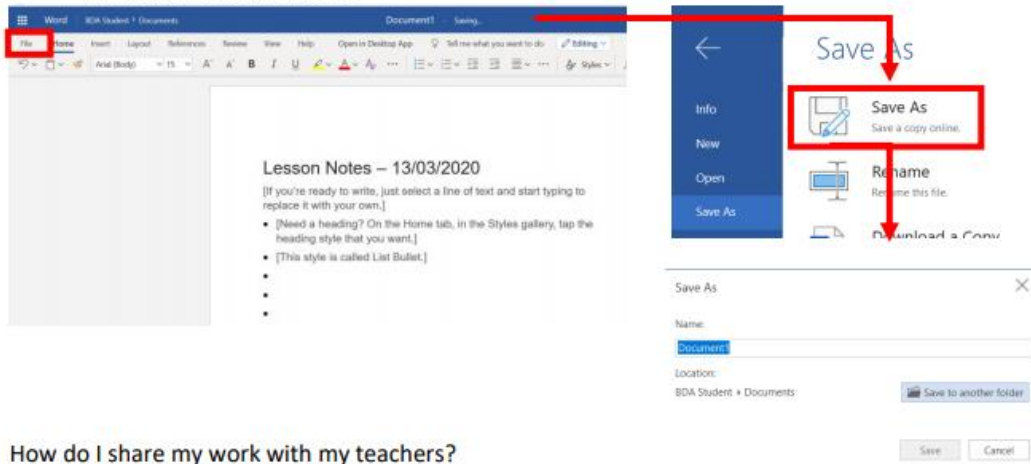 Word BDA Student > Documents Document1 - Saving...
File Home Insert Layout References Review View Help Open in Desktop App Tell me what you want to do Editing
Arial (Body) 15 A A B I U A A ... Styles
Lesson Notes – 13/03/2020
[If you're ready to write, just select a line of text and start typing to
replace it with your own.]
• [Need a heading? On the Home tab, in the Styles gallery, tap the
heading style that you want.]
• [This style is called List Bullet.]
•
•
•
Save As
Info
New
Open
Save As
Save As
Save a copy online.
Rename
Rename this file.
Download a Copy
Save As
Name:
Document1
Location:
BDA Student » Documents
Save to another folder
Save Cancel
How do I share my work with my teachers?